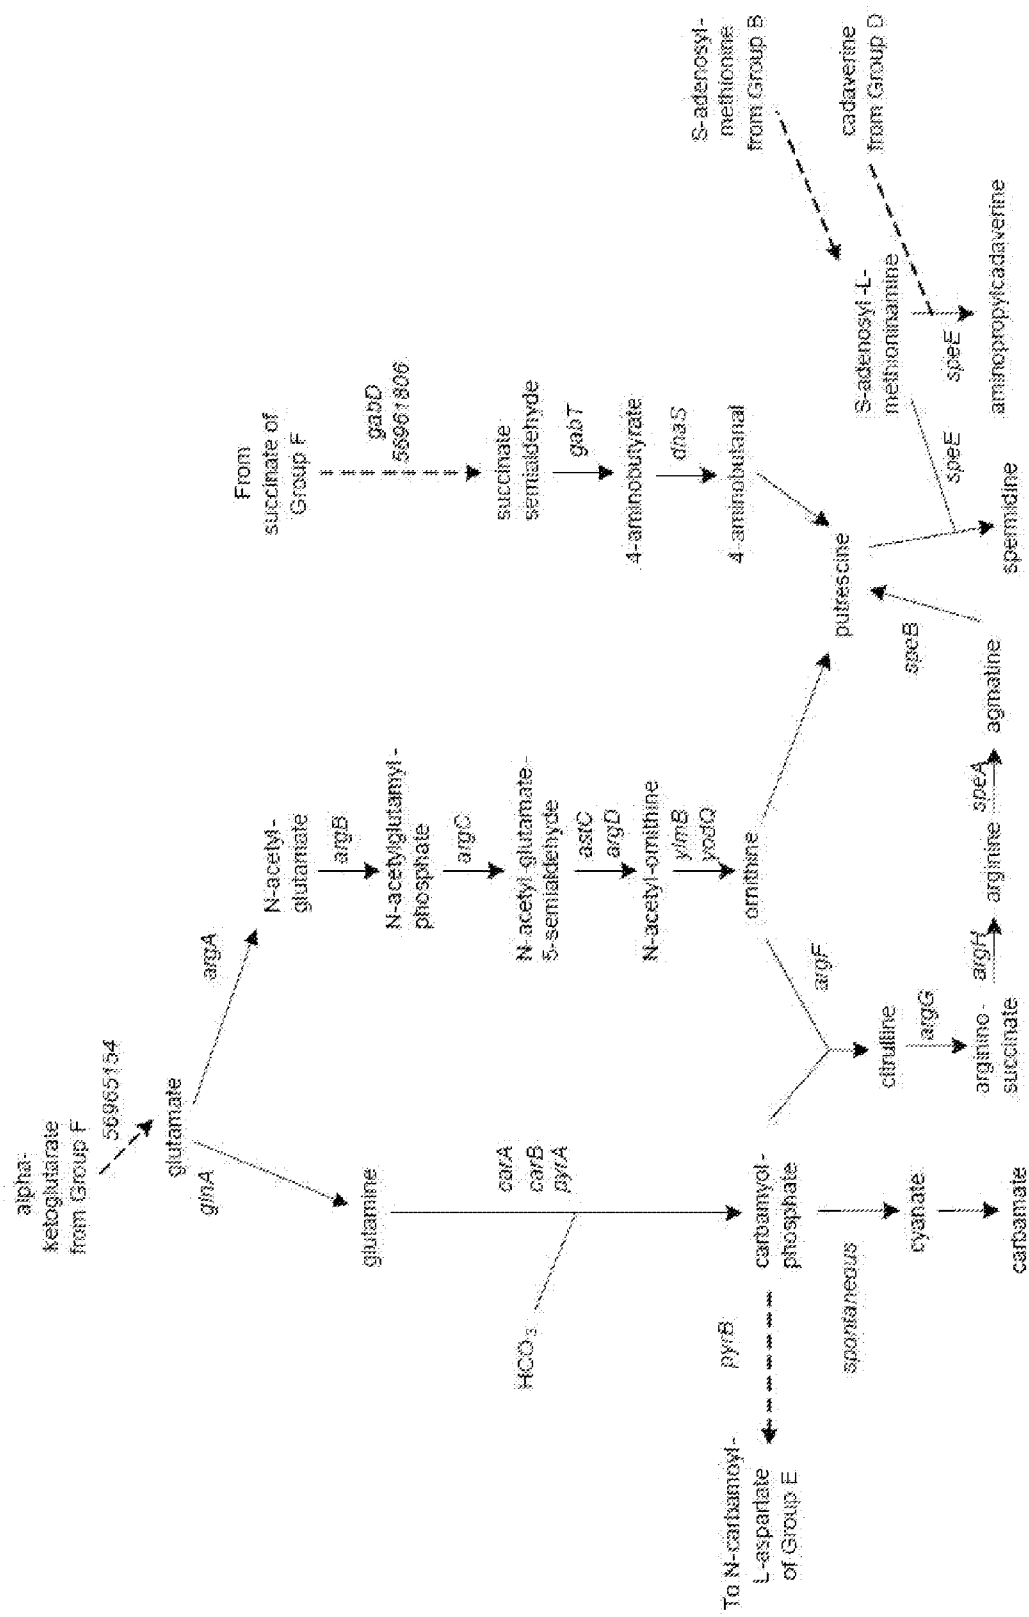 alpha-
ketoglutarate
from Group F
56965154
glutamate
glnA
argA
glutamine
HCO3
carA
carB
pyrA
carbamyol-
phosphate
pyrB
To N-carbamoyl-
L-aspartate
of Group E
spontaneous
cyanate
carbamate
N-acetyl-
glutamate
argB
N-acetylglutamyl-
phosphate
argC
N-acetyl-glutamate-
5-semialdehyde
astC
argD
N-acetyl-ornithine
ylmB
yodQ
ornithine
argF
citrulline
argG
arginino-
succinate
argH
arginine
speA
agmatine
speB
putrescine
From
succinate of
Group F
gabD
56961806
succinate
semialdehyde
gabT
4-aminobutyrate
dhaS
4-aminobutanal
speE
spermidine
S-adenosyl-
methionine
from Group B
cadaverine
from Group D
S-adenosyl-L-
methioninamine
speE
aminopropylcadaverine